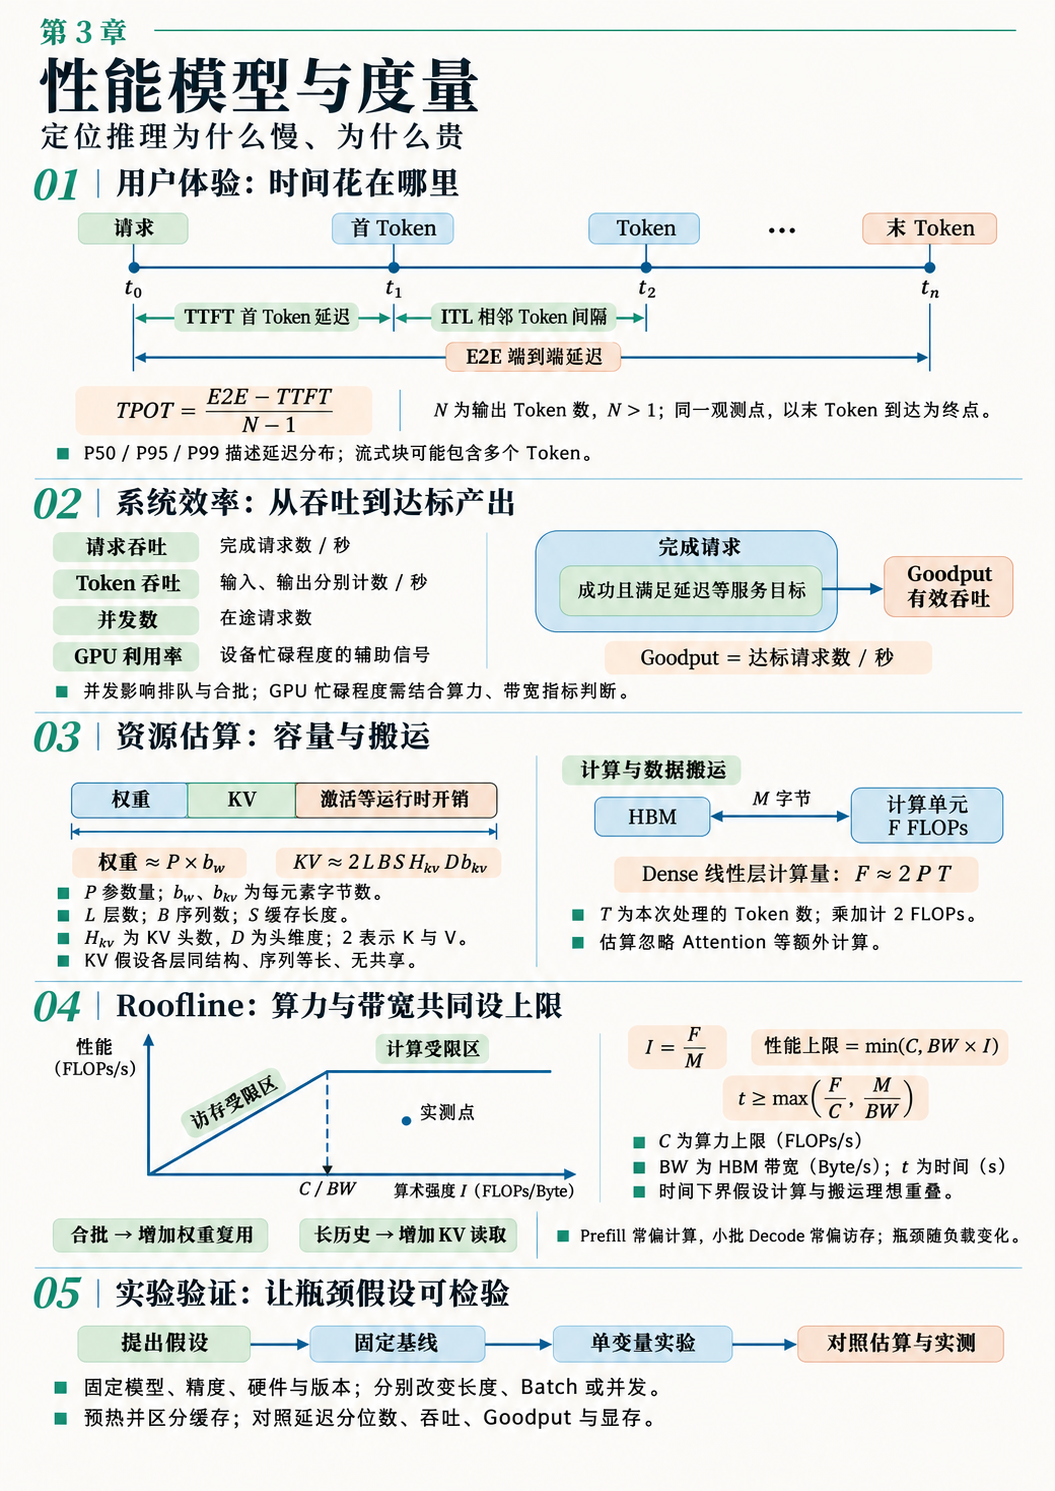 第 3 章
性能模型与度量
定位推理为什么慢、为什么贵
01 | 用户体验：时间花在哪里
请求
首 Token
Token
...
末 Token
t₀
t₁
t₂
tₙ
TTFT 首 Token 延迟
ITL 相邻 Token 间隔
E2E 端到端延迟
TPOT = (E2E − TTFT) / (N − 1)
N 为输出 Token 数，N > 1；同一观测点，以末 Token 到达为终点。
P50 / P95 / P99 描述延迟分布；流式块可能包含多个 Token。
02 | 系统效率：从吞吐到达标产出
请求吞吐 完成请求数 / 秒
Token 吞吐 输入、输出分别计数 / 秒
并发数 在途请求数
GPU 利用率 设备忙碌程度的辅助信号
完成请求
成功且满足延迟等服务目标
Goodput
有效吞吐
Goodput = 达标请求数 / 秒
并发影响排队与合批；GPU 忙碌程度需结合算力、带宽指标判断。
03 | 资源估算：容量与搬运
权重
KV
激活等运行时开销
权重 ≈ P × b_w
KV ≈ 2 L B S H_kv D b_kv
P 参数量；b_w、b_kv 为每元素字节数。
L 层数；B 序列数；S 缓存长度。
H_kv 为 KV 头数，D 为头维度；2 表示 K 与 V。
KV 假设各层同结构、序列等长、无共享。
计算与数据搬运
HBM
M 字节
计算单元
F FLOPs
Dense 线性层计算量：F ≈ 2 P T
T 为本次处理的 Token 数；乘加计 2 FLOPs。
估算忽略 Attention 等额外计算。
04 | Roofline：算力与带宽共同设上限
性能
（FLOPs/s）
访存受限区
计算受限区
实测点
C / BW
算术强度 I（FLOPs/Byte）
I = F / M
性能上限 = min(C, BW × I)
t ≥ max(F / C, M / BW)
C 为算力上限（FLOPs/s）
BW 为 HBM 带宽（Byte/s）；t 为时间（s）
时间下界假设计算与搬运理想重叠。
合批 → 增加权重复用
长历史 → 增加 KV 读取
Prefill 常偏计算，小批 Decode 常偏访存；瓶颈随负载变化。
05 | 实验验证：让瓶颈假设可检验
提出假设
固定基线
单变量实验
对照估算与实测
固定模型、精度、硬件与版本；分别改变长度、Batch 或并发。
预热并区分缓存；对照延迟分位数、吞吐、Goodput 与显存。